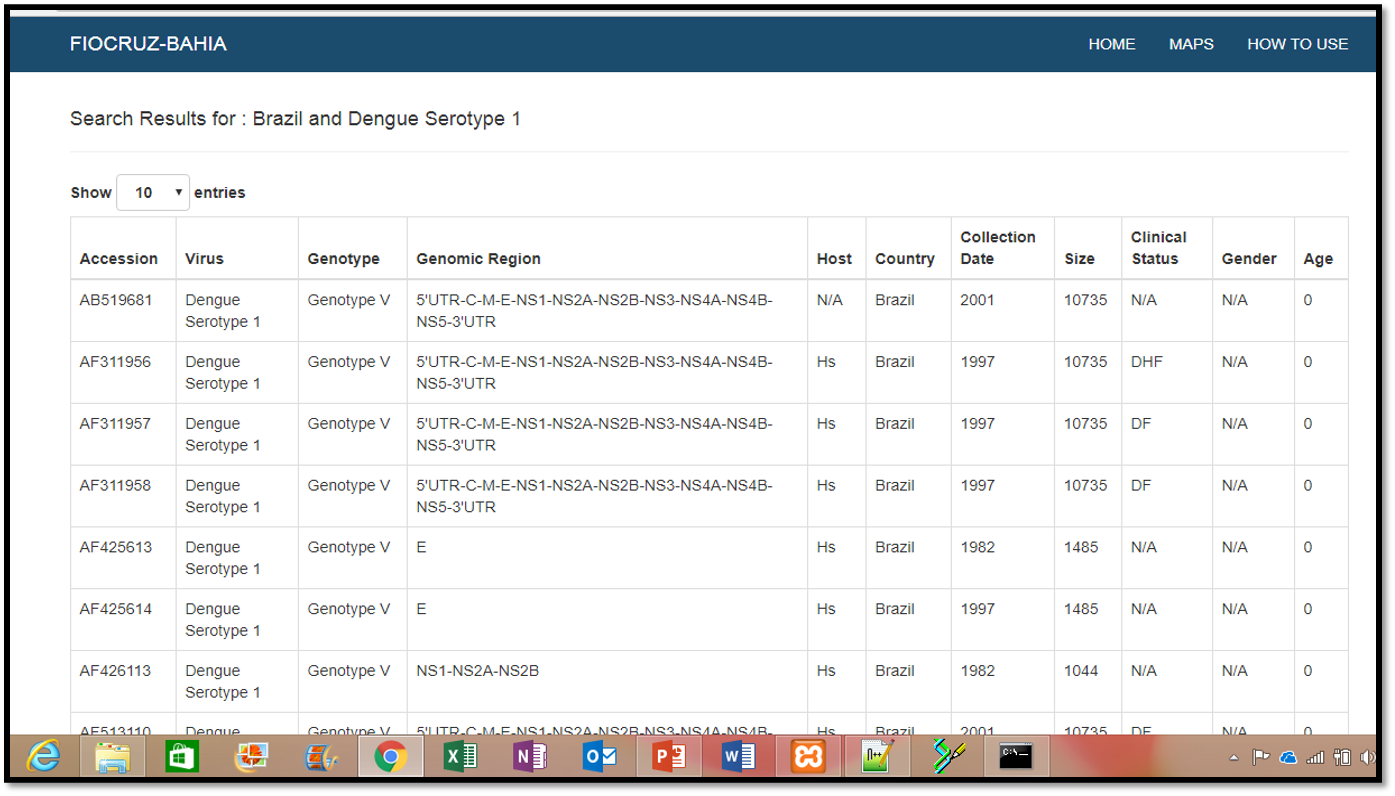 FIOCRUZ-BAHIA HOME MAPS HOW TO USE
Search Results for : Brazil and Dengue Serotype 1
Show 10 entries
Accession Virus Genotype Genomic Region Host Country Collection Date Size Clinical Status Gender Age
AB519681 Dengue Genotype V 5'UTR-C-M-E-NS1-NS2A-NS2B-NS3-NS4A-NS4B- N/A Brazil 2001 10735 N/A N/A 0
Serotype 1 NS5-3'UTR
AF311956 Dengue Genotype V 5'UTR-C-M-E-NS1-NS2A-NS2B-NS3-NS4A-NS4B- Hs Brazil 1997 10735 DHF N/A 0
Serotype 1 NS5-3'UTR
AF311957 Dengue Genotype V 5'UTR-C-M-E-NS1-NS2A-NS2B-NS3-NS4A-NS4B- Hs Brazil 1997 10735 DF N/A 0
Serotype 1 NS5-3'UTR
AF311958 Dengue Genotype V 5'UTR-C-M-E-NS1-NS2A-NS2B-NS3-NS4A-NS4B- Hs Brazil 1997 10735 DF N/A 0
Serotype 1 NS5-3'UTR
AF425613 Dengue Genotype V E Hs Brazil 1982 1485 N/A N/A 0
Serotype 1
AF425614 Dengue Genotype V E Hs Brazil 1997 1485 N/A N/A 0
Serotype 1
AF426113 Dengue Genotype V NS1-NS2A-NS2B Hs Brazil 1982 1044 N/A N/A 0
Serotype 1
AF513110 Dengue Genotype V 5'UTR-C-M-E-NS1-NS2A-NS2B-NS3-NS4A-NS4B- Hs Brazil 2001 10735 DF N/A 0